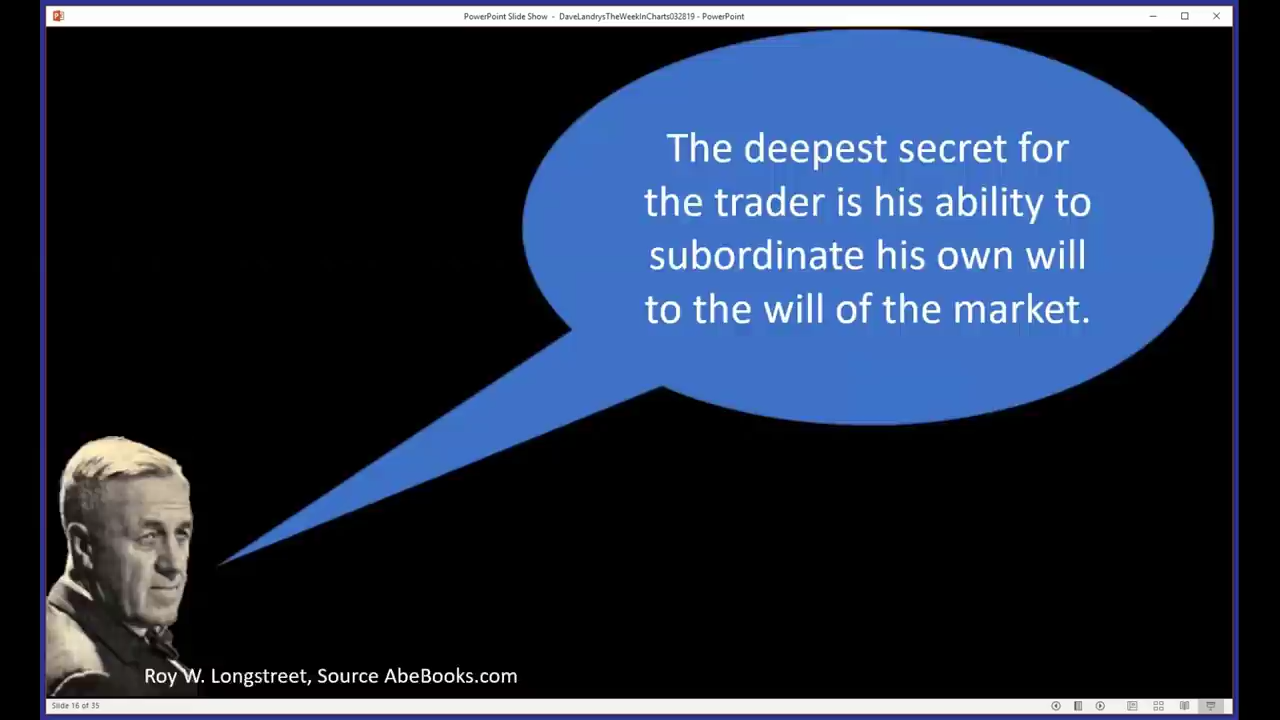 PowerPoint Slide Show - DaveLandrysTheWeekInCharts032819 - PowerPoint
The deepest secret for
the trader is his ability to
subordinate his own will
to the will of the market.
Roy W. Longstreet, Source AbeBooks.com
Slide 16 of 35